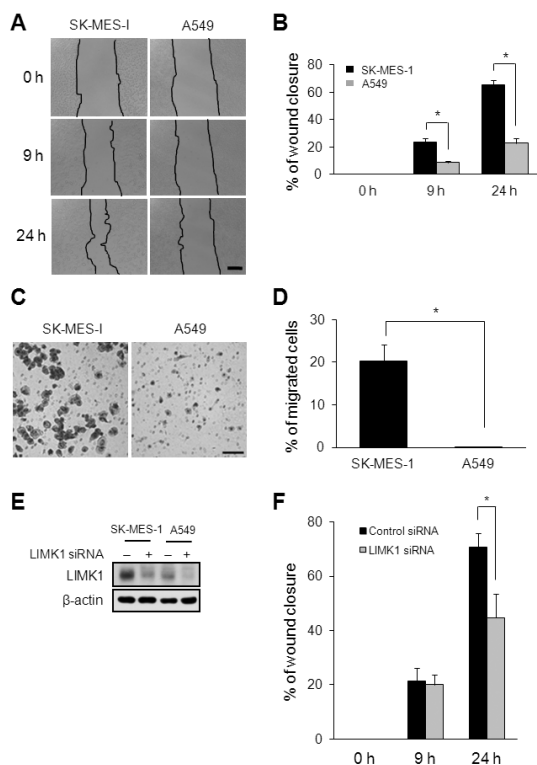 A
SK-MES-I A549
0 h
9 h
24 h
B
% of wound closure
80
60
40
20
0
SK-MES-1
A549
*
*
0 h 9 h 24 h
C
SK-MES-I A549
D
% of migrated cells
30
20
10
0
*
SK-MES-1 A549
E
SK-MES-1 A549
LIMK1 siRNA – + – +
LIMK1
β-actin
F
% of wound closure
80
60
40
20
0
Control siRNA
LIMK1 siRNA
*
0 h 9 h 24 h